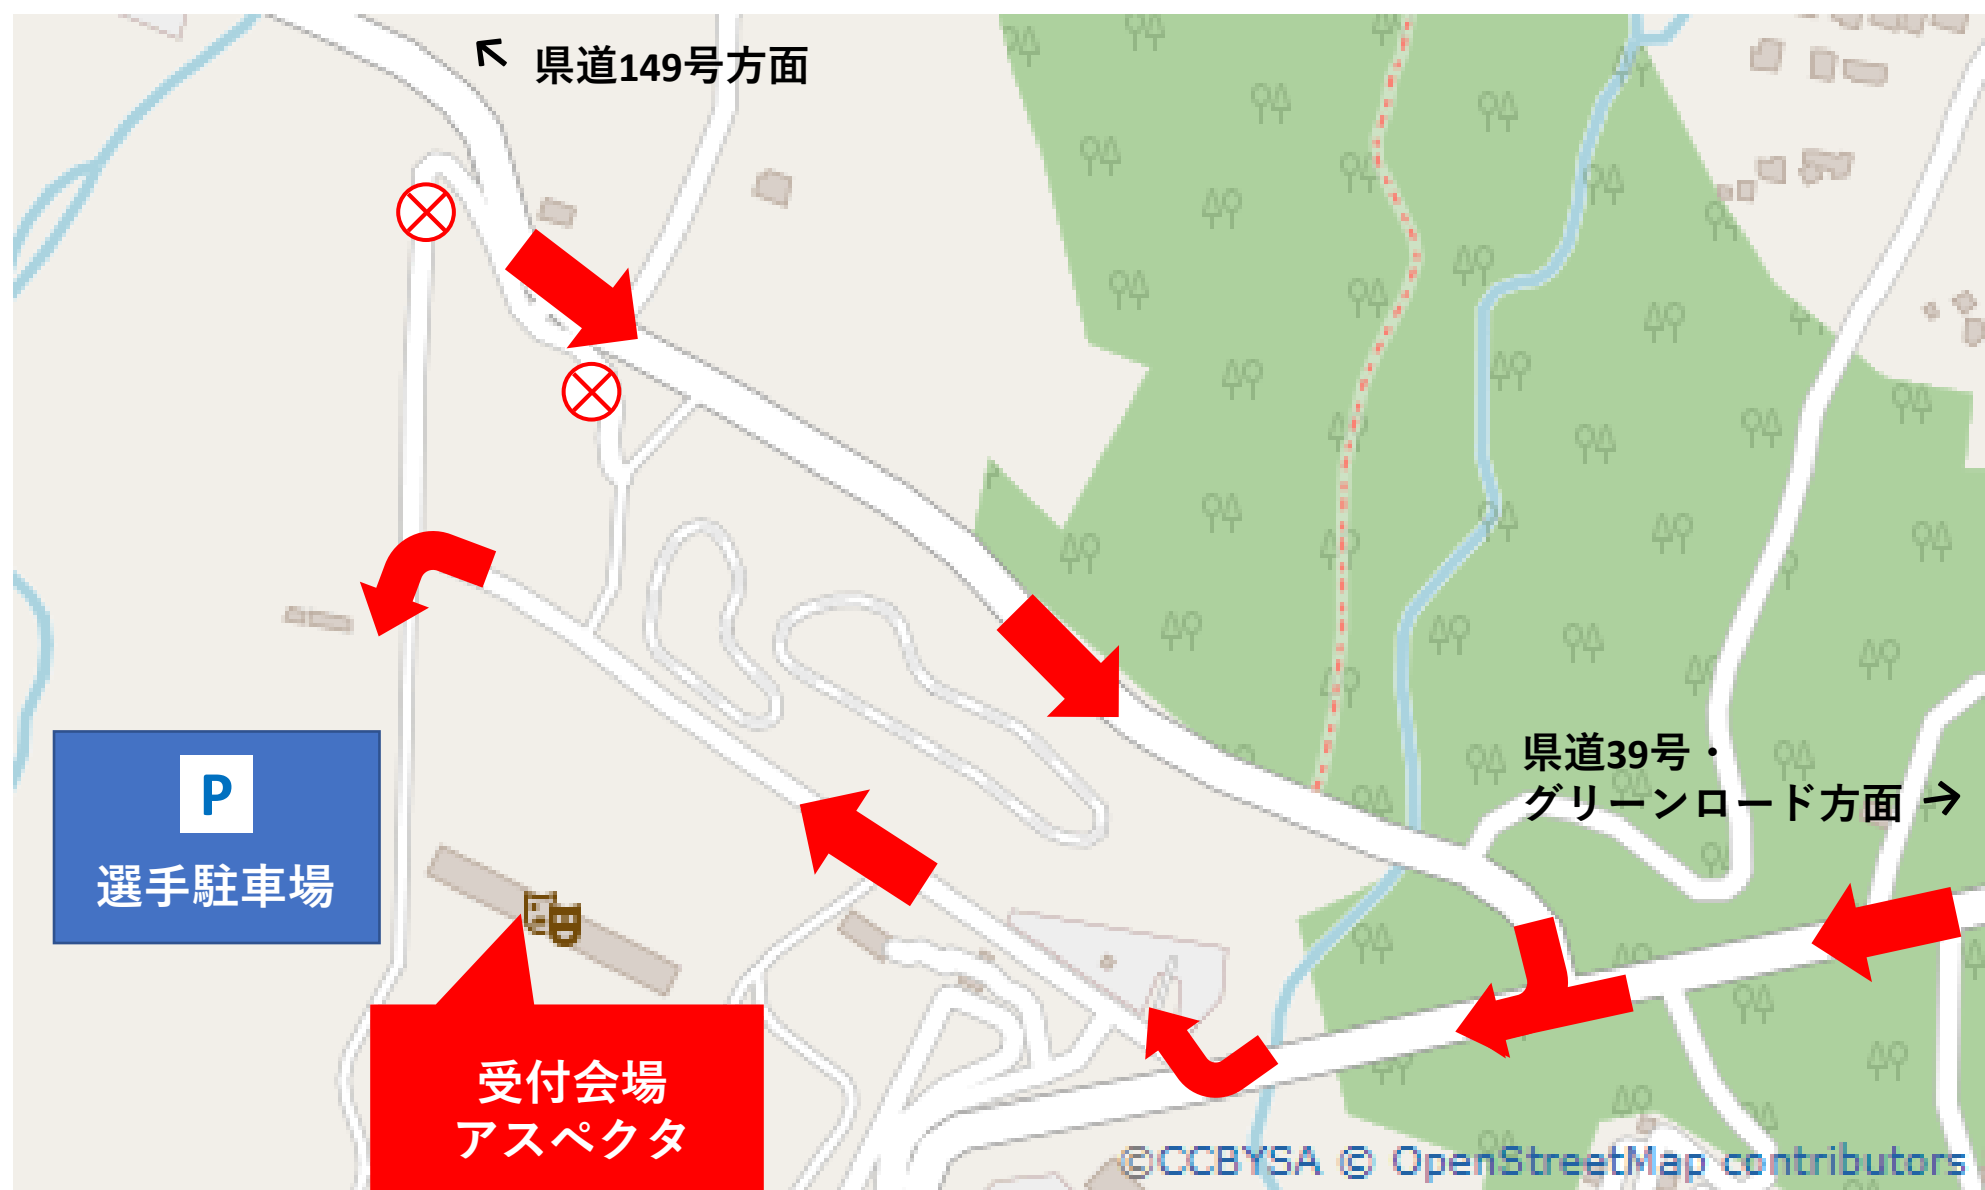 県道149号方面
県道39号・
グリーンロード方面
P
選手駐車場
受付会場
アスペクタ
©CCBYSA © OpenStreetMap contributors